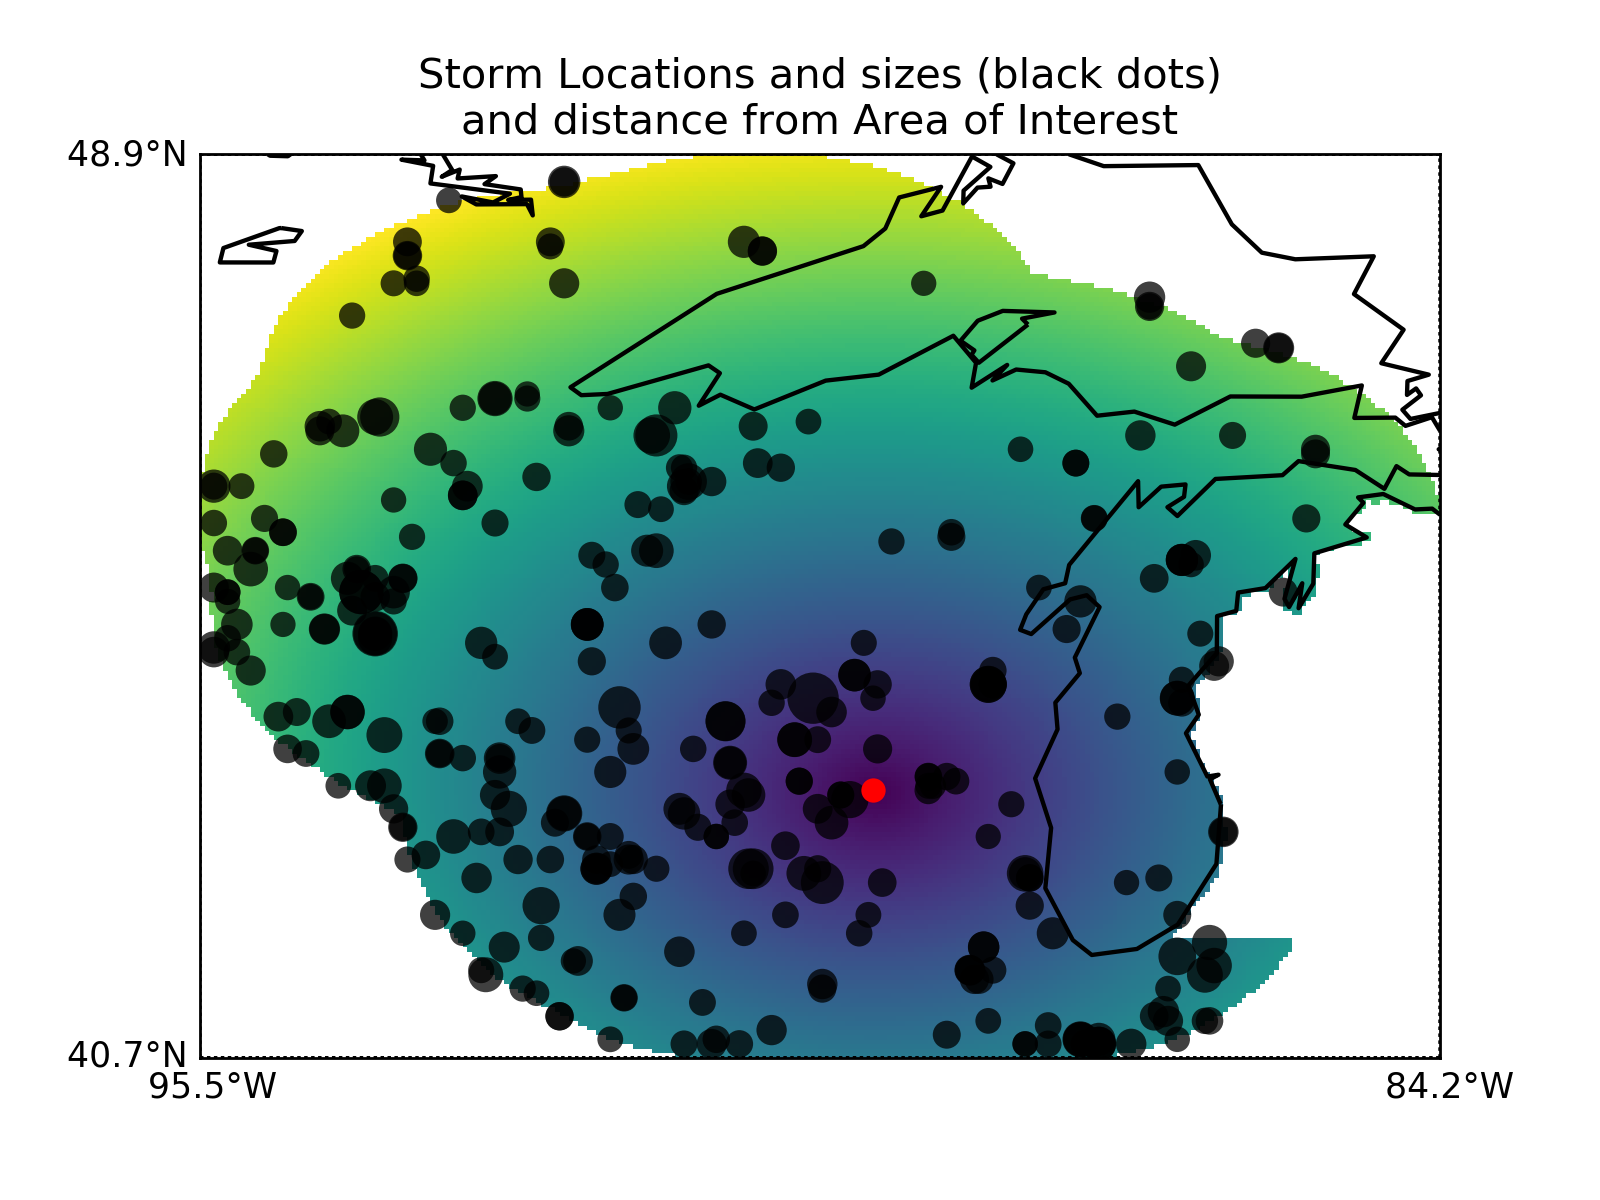 Storm Locations and sizes (black dots)
and distance from Area of Interest
48.9°N
40.7°N
95.5°W
84.2°W